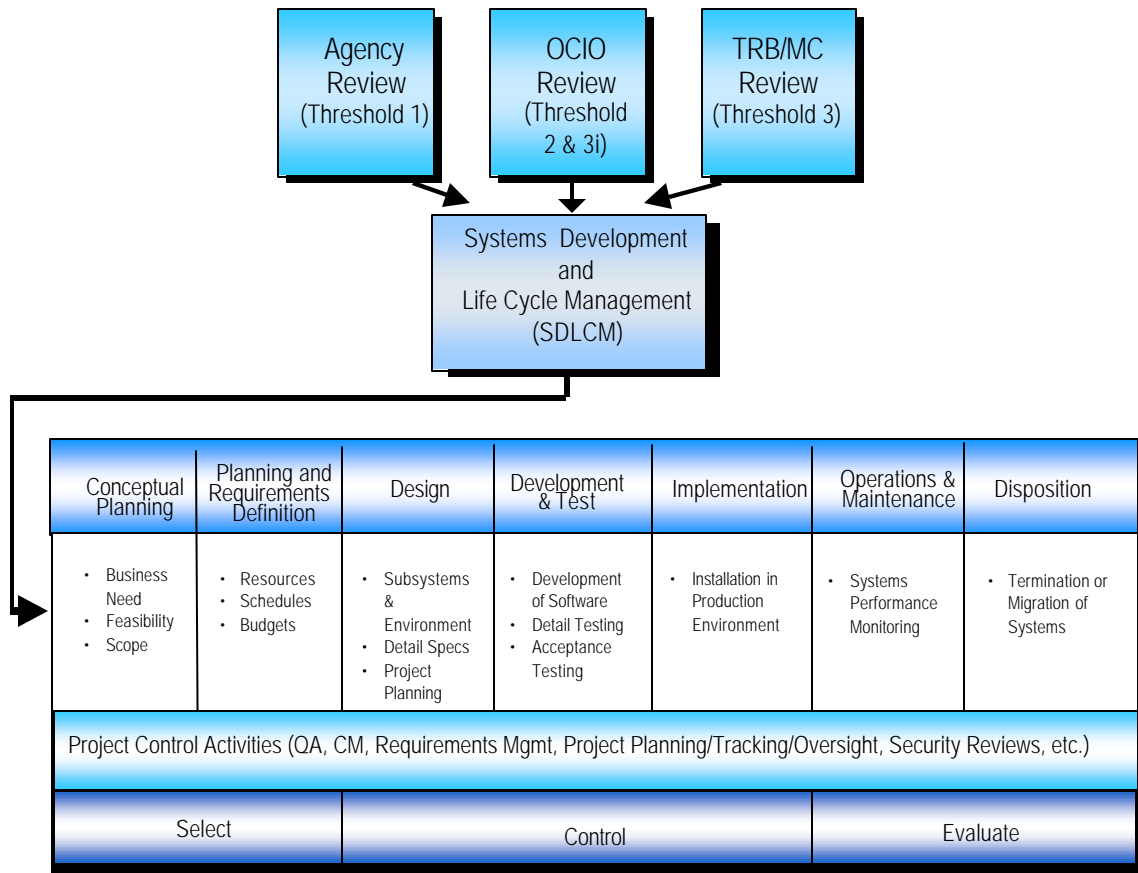 Agency
Review
(Threshold 1)
OCIO
Review
(Threshold
2 & 3i)
TRB/MC
Review
(Threshold 3)
Systems Development
and
Life Cycle Management
(SDLCM)
Conceptual
Planning
Planning and
Requirements
Definition
Design
Development
& Test
Implementation
Operations &
Maintenance
Disposition
• Business
Need
• Feasibility
• Scope
• Resources
• Schedules
• Budgets
• Subsystems
&
Environment
• Detail Specs
• Project
Planning
• Development
of Software
• Detail Testing
• Acceptance
Testing
• Installation in
Production
Environment
• Systems
Performance
Monitoring
• Termination or
Migration of
Systems
Project Control Activities (QA, CM, Requirements Mgmt, Project Planning/Tracking/Oversight, Security Reviews, etc.)
Select
Control
Evaluate